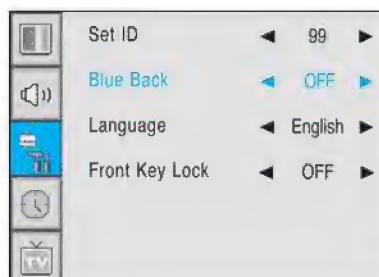 Set ID ◀ 99 ▶
Blue Back ◀ OFF ▶
Language ◀ English ▶
Front Key Lock ◀ OFF ▶
TV